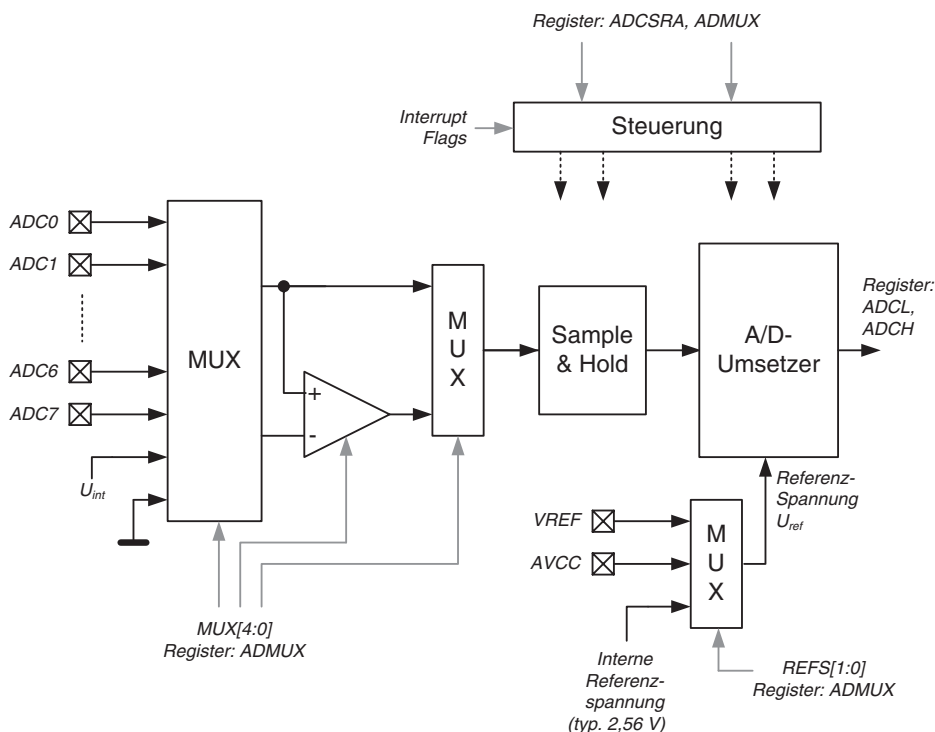 Register: ADCSRA, ADMUX
Interrupt
Flags
Steuerung
ADC0
ADC1
ADC6
ADC7
U_int
MUX
+
-
M
U
X
Sample
& Hold
A/D-
Umsetzer
Register:
ADCL,
ADCH
Referenz-
Spannung
U_ref
VREF
AVCC
M
U
X
MUX[4:0]
Register: ADMUX
Interne
Referenz-
spannung
(typ. 2,56 V)
REFS[1:0]
Register: ADMUX